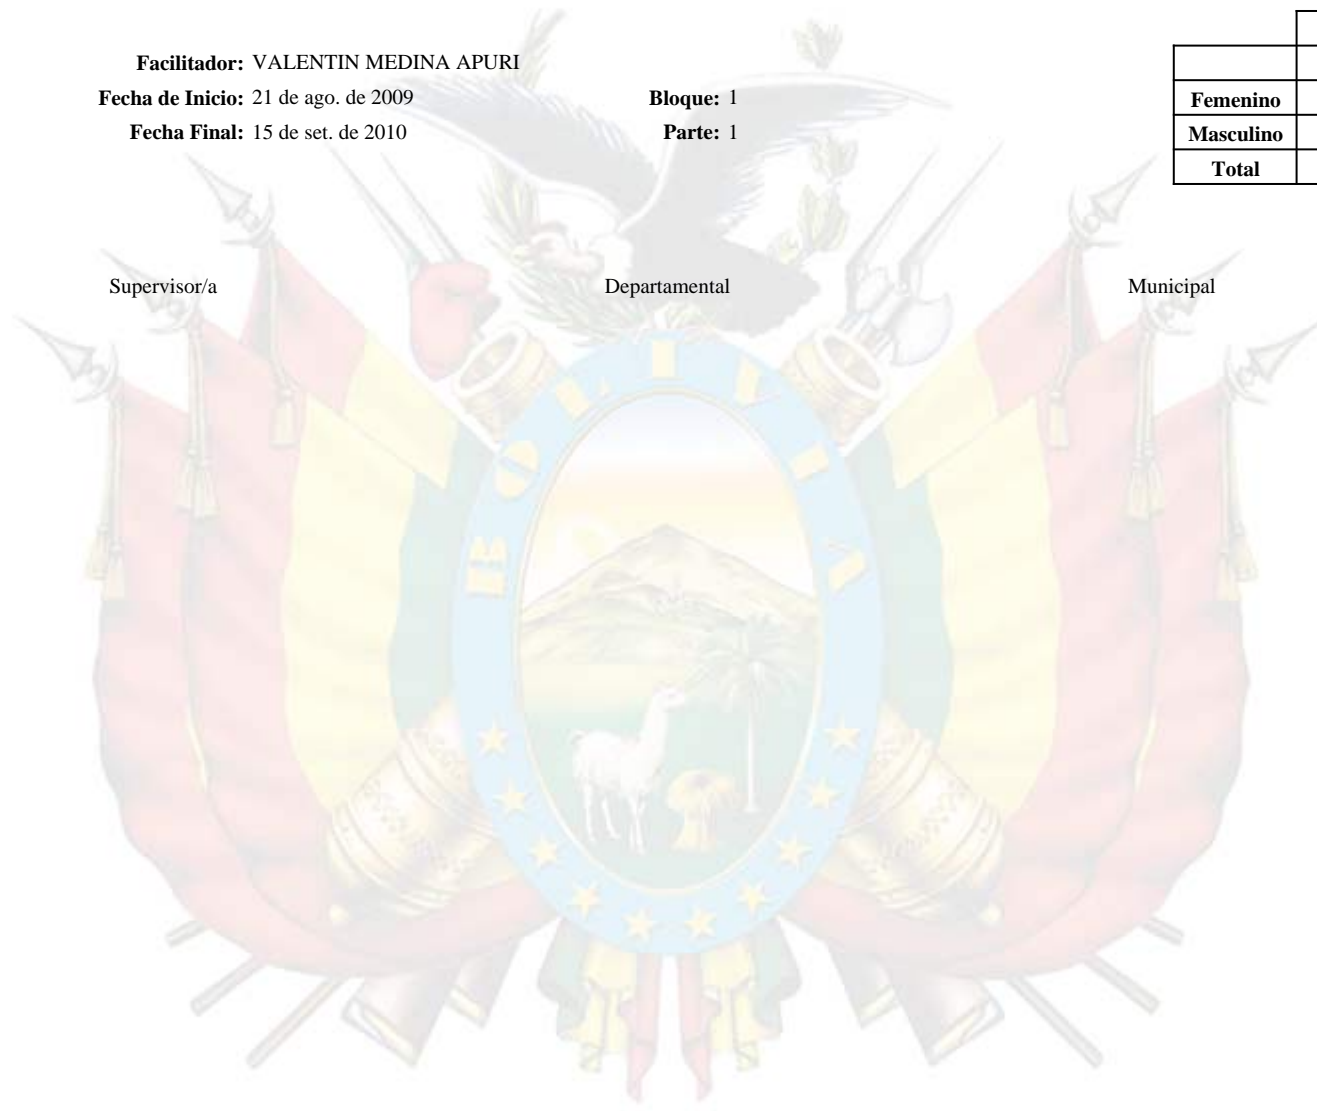 Facilitador: VALENTIN MEDINA APURI
Fecha de Inicio: 21 de ago. de 2009 Bloque: 1
Femenino
Fecha Final: 15 de set. de 2010 Parte: 1
Masculino
Total
Supervisor/a Departamental Municipal
BOLIVIA